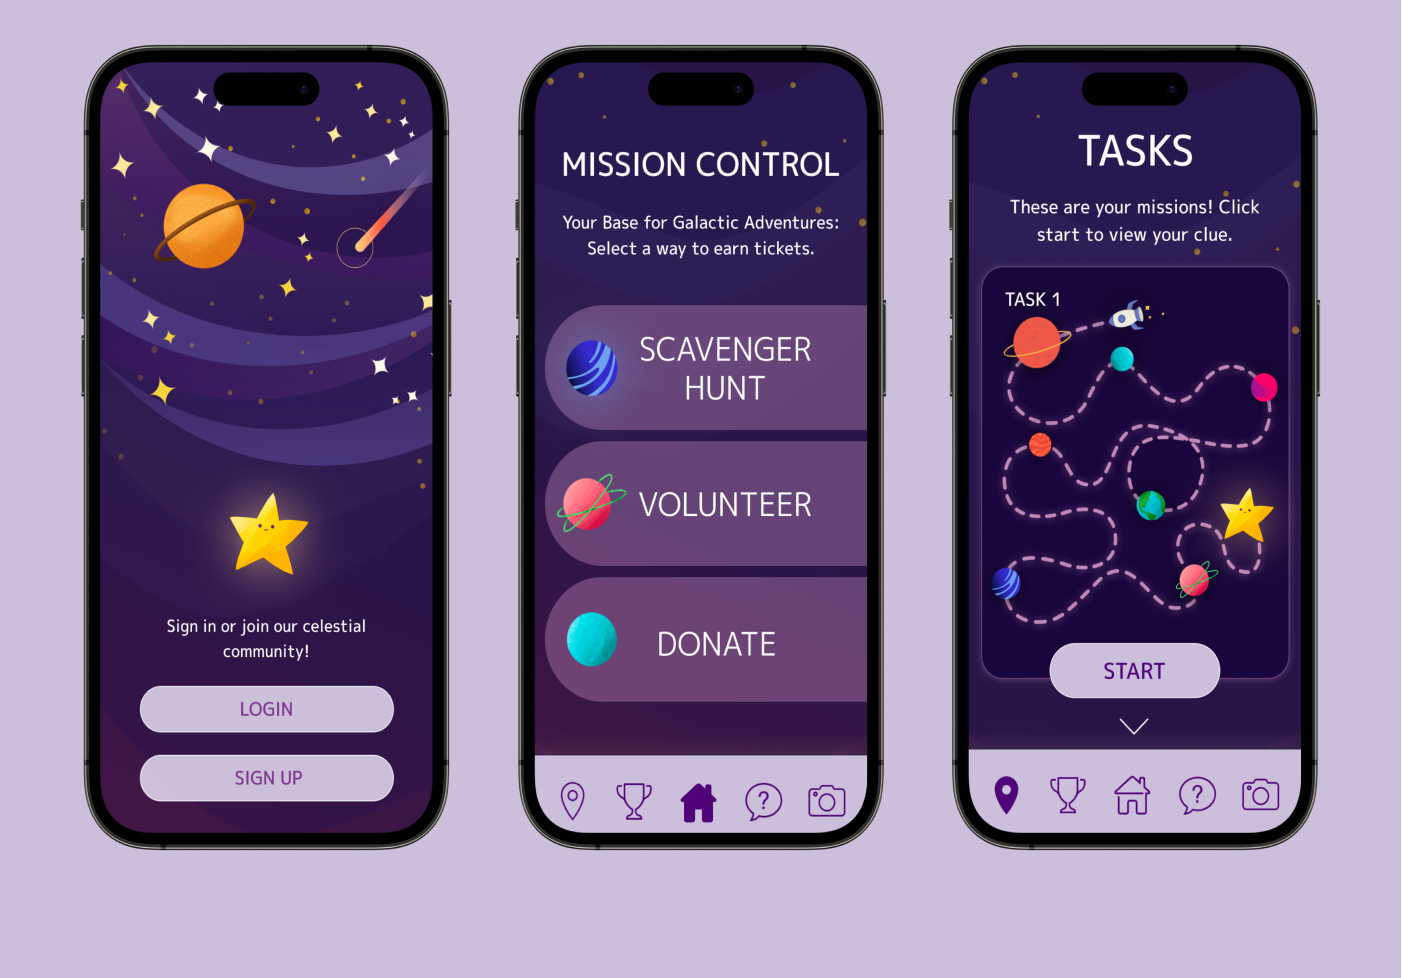 Sign in or join our celestial
community!
LOGIN
SIGN UP
MISSION CONTROL
Your Base for Galactic Adventures:
Select a way to earn tickets.
SCAVENGER
HUNT
VOLUNTEER
DONATE
?
TASKS
These are your missions! Click
start to view your clue.
TASK 1
START
?